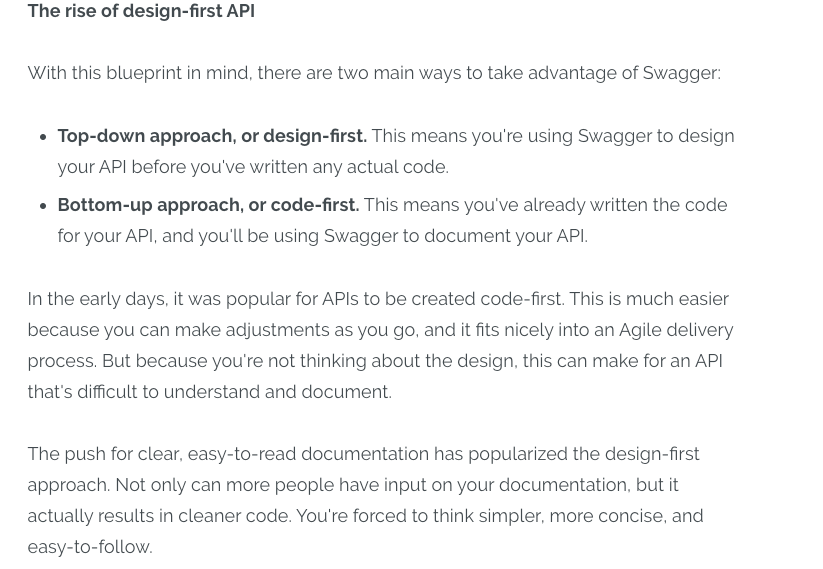 The rise of design-first API
With this blueprint in mind, there are two main ways to take advantage of Swagger:
• Top-down approach, or design-first. This means you're using Swagger to design
your API before you've written any actual code.
• Bottom-up approach, or code-first. This means you've already written the code
for your API, and you'll be using Swagger to document your API.
In the early days, it was popular for APIs to be created code-first. This is much easier
because you can make adjustments as you go, and it fits nicely into an Agile delivery
process. But because you're not thinking about the design, this can make for an API
that's difficult to understand and document.
The push for clear, easy-to-read documentation has popularized the design-first
approach. Not only can more people have input on your documentation, but it
actually results in cleaner code. You're forced to think simpler, more concise, and
easy-to-follow.